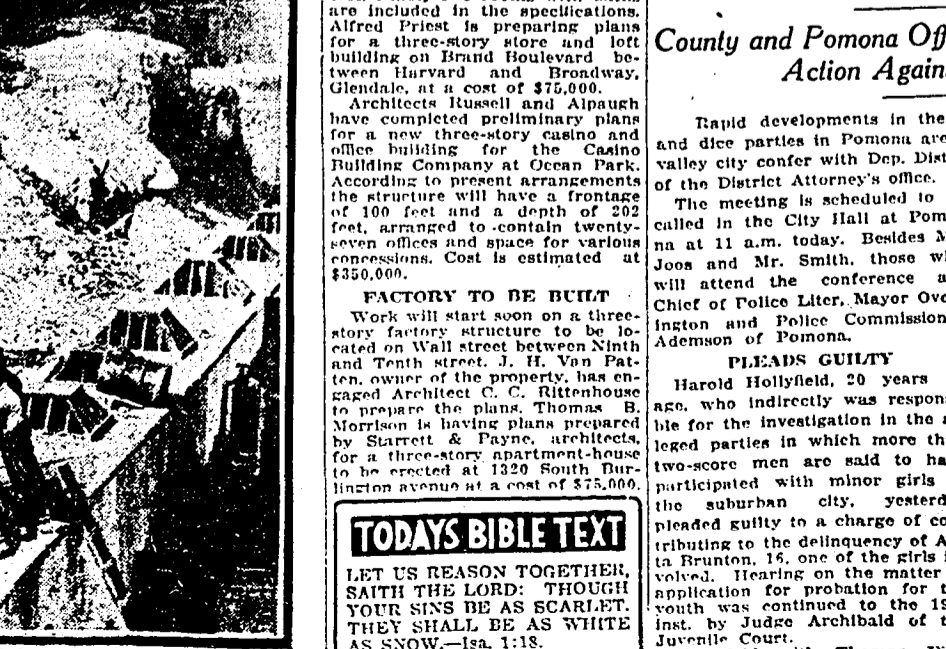 are included in the specifications.
Alfred Priest is preparing plans
for a three-story store and loft
building on Brand Boulevard be-
tween Harvard and Broadway,
Glendale, at a cost of $75,000.
Architects Russell and Alpaugh
have completed preliminary plans
for a new three-story casino and
office building for the Casino
Building Company at Ocean Park.
According to present arrangements
the structure will have a frontage
of 100 feet and a depth of 202
feet, arranged to contain twenty-
seven offices and space for various
concessions. Cost is estimated at
$350,000.
FACTORY TO BE BUILT
Work will start soon on a three-
story factory structure to be lo-
cated on Wall street between Ninth
and Tenth street. J. H. Van Pat-
ten, owner of the property, has en-
gaged Architect C. C. Rittenhouse
to prepare the plans. Thomas B.
Morrison is having plans prepared
by Starrett & Payne, architects,
for a three-story apartment-house
to be erected at 1320 South Bur-
lington avenue at a cost of $75,000.
TODAYS BIBLE TEXT
LET US REASON TOGETHER,
SAITH THE LORD: THOUGH
YOUR SINS BE AS SCARLET,
THEY SHALL BE AS WHITE
AS SNOW.—Isa. 1:18.
County and Pomona Off
Action Again
Rapid developments in the
and dice parties in Pomona are
valley city confer with Dep. Dist
of the District Attorney's office.
The meeting is scheduled to
called in the City Hall at Pom
na at 11 a.m. today. Besides M
Joos and Mr. Smith, those w
will attend the conference a
Chief of Police Liter, Mayor Ove
ington and Police Commission
Ademson of Pomona.
PLEADS GUILTY
Harold Hollyfield, 20 years
age, who indirectly was respon
ble for the investigation in the a
leged parties in which more th
two-score men are said to ha
participated with minor girls
the suburban city, yesterd
pleaded guilty to a charge of co
tributing to the delinquency of A
ta Brunton, 16, one of the girls i
volved. Hearing on the matter
application for probation for t
youth was continued to the 1
inst. by Judge Archibald of t
Juvenile Court.